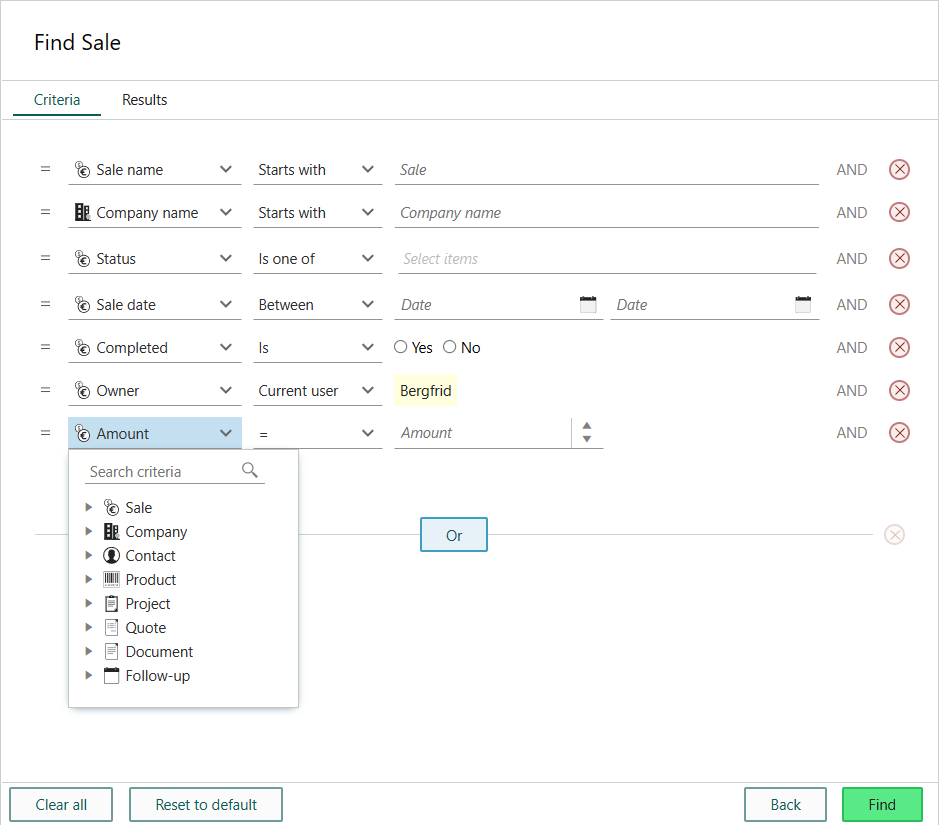 Find Sale
Criteria Results
= Sale name Starts with Sale AND
= Company name Starts with Company name AND
= Status Is one of Select items AND
= Sale date Between Date Date AND
= Completed Is Yes No AND
= Owner Current user Bergfrid AND
= Amount = Amount AND
Search criteria
Sale
Company
Contact
Product
Project
Quote
Document
Follow-up
Or
Clear all Reset to default Back Find